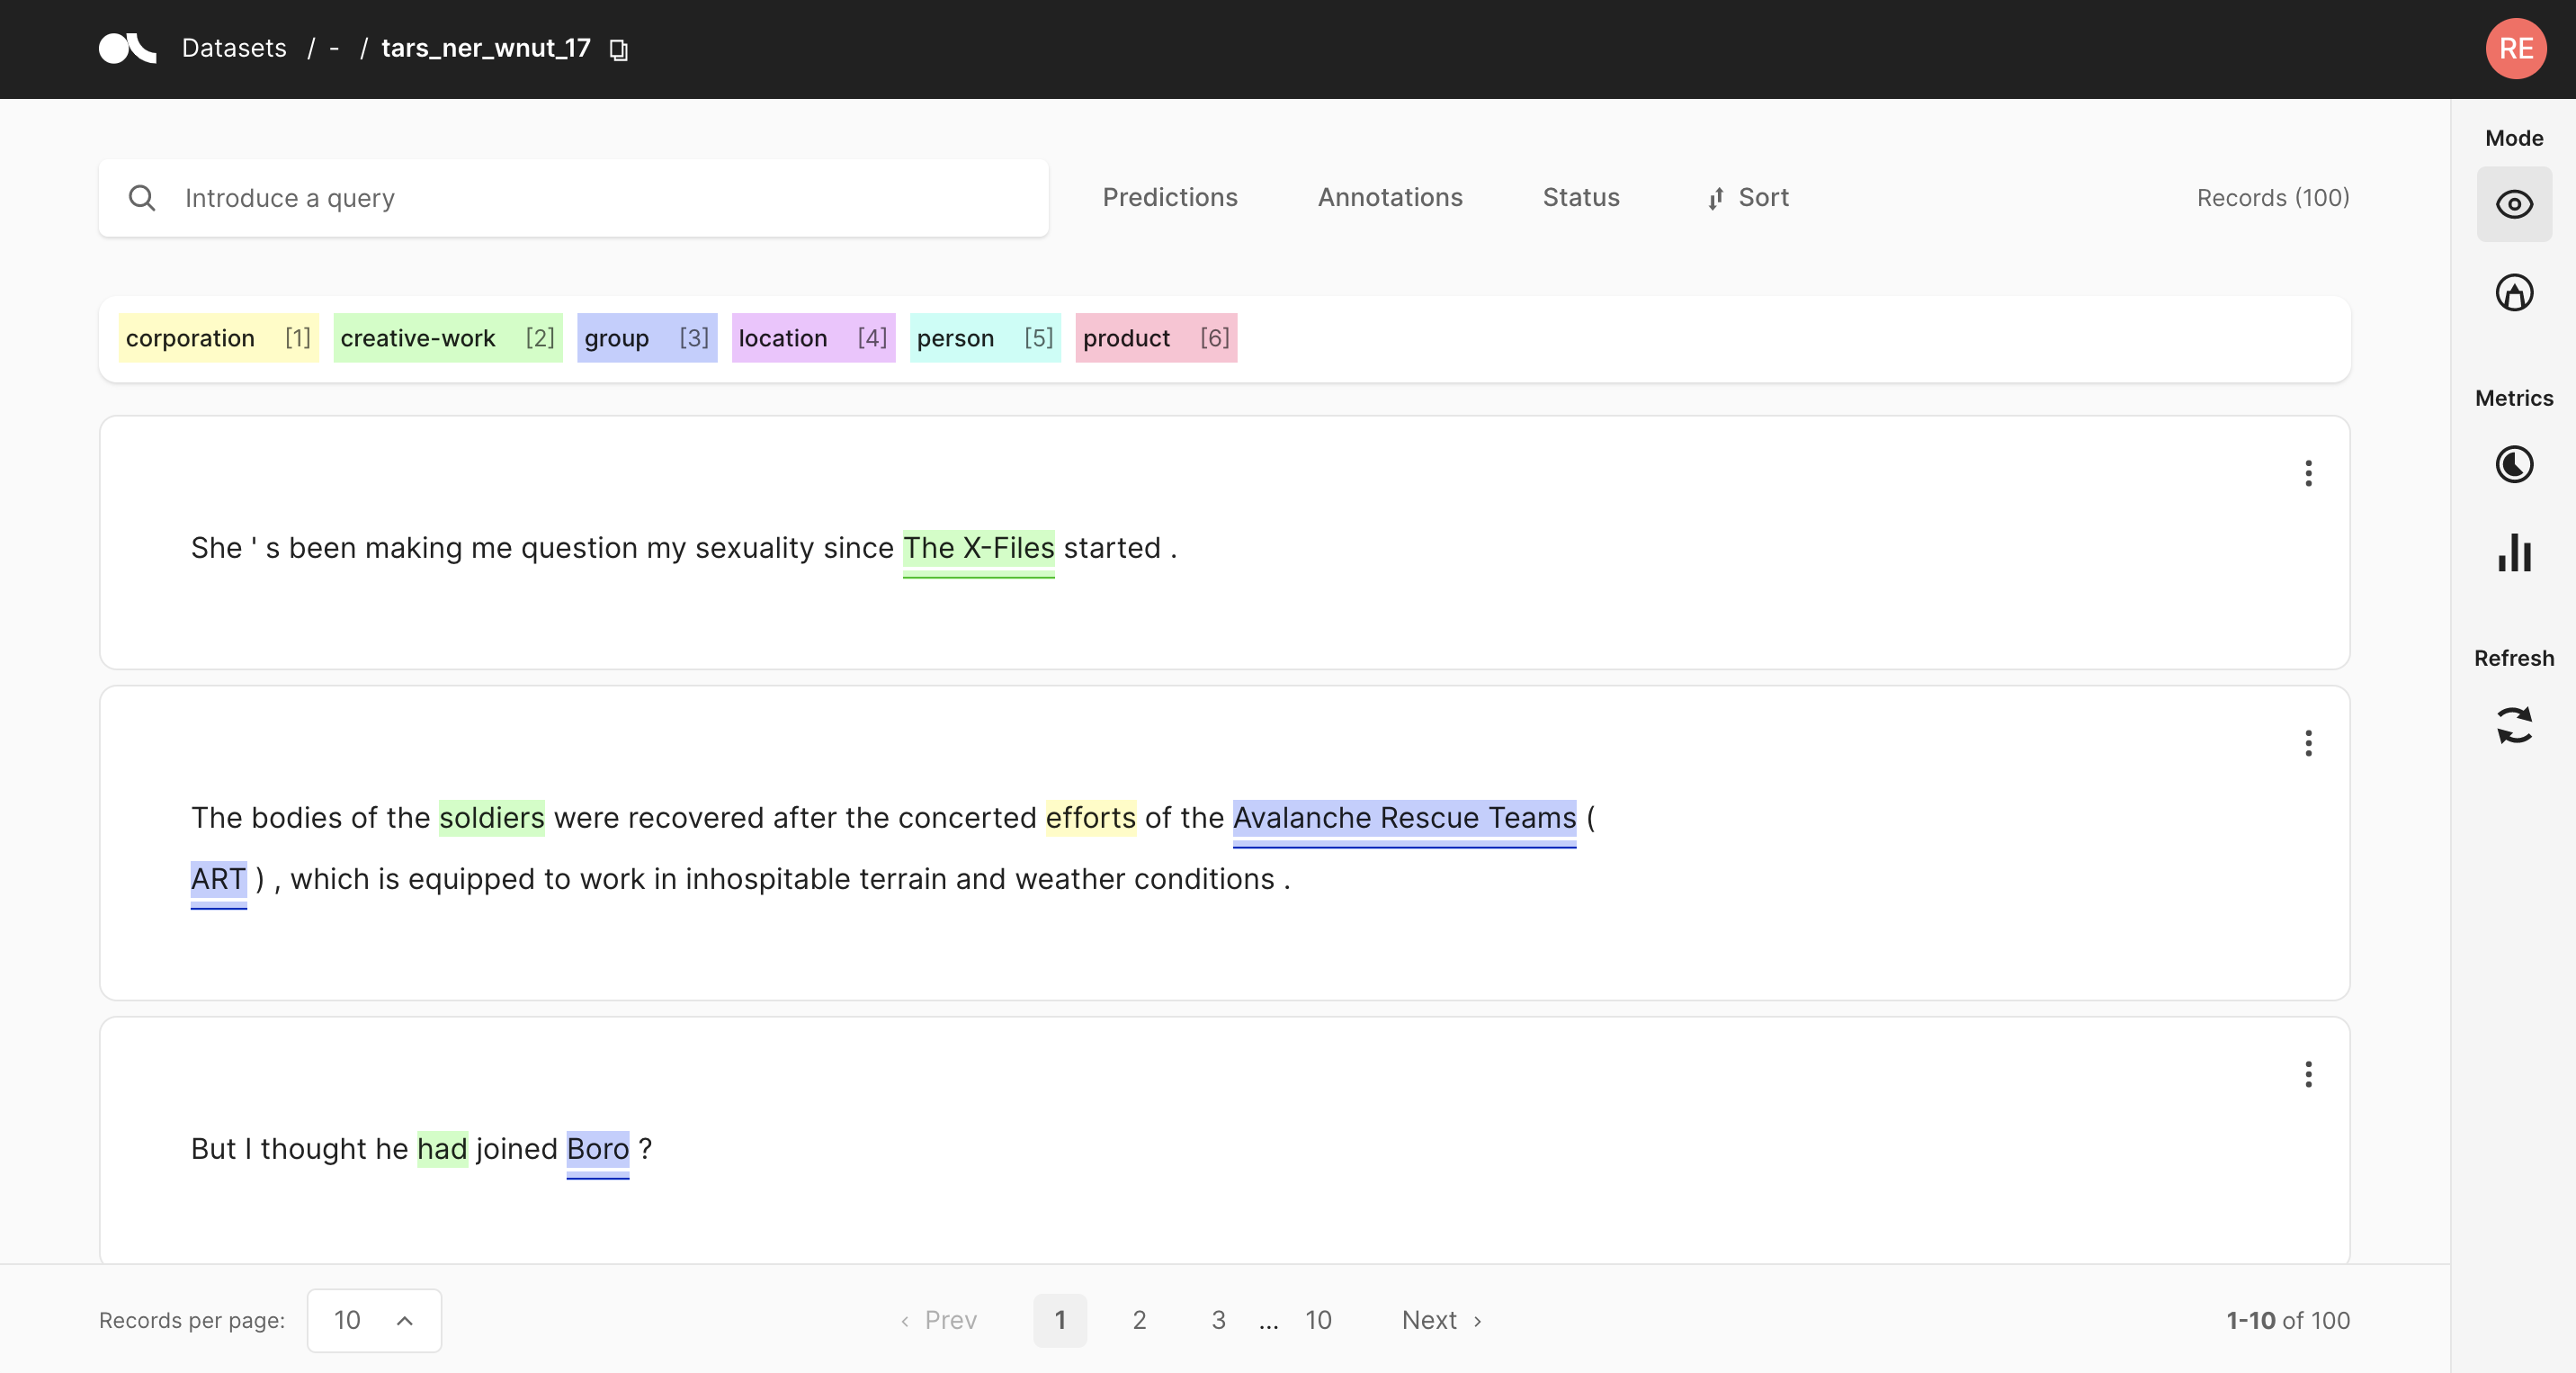 Datasets / - / tars_ner_wnut_17
RE
Introduce a query
Predictions
Annotations
Status
Sort
Records (100)
corporation [1] creative-work [2] group [3] location [4] person [5] product [6]
She ' s been making me question my sexuality since The X-Files started .
The bodies of the soldiers were recovered after the concerted efforts of the Avalanche Rescue Teams (
ART ) , which is equipped to work in inhospitable terrain and weather conditions .
But I thought he had joined Boro ?
Records per page: 10
‹ Prev 1 2 3 ... 10 Next ›
1-10 of 100
Mode
Metrics
Refresh